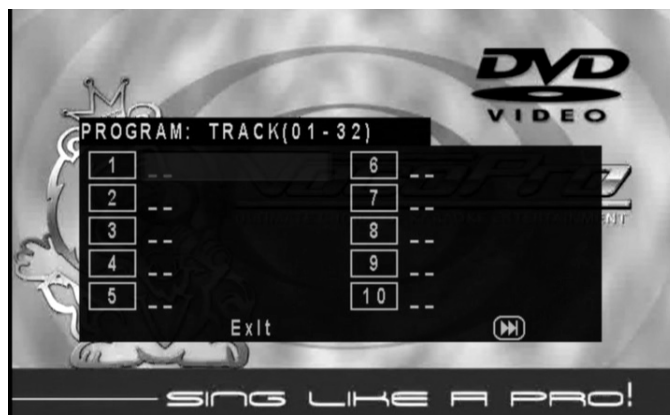 DVD
VIDEO
PROGRAM: TRACK(01-32)
1 _ _ 6 _ _
2 _ _ 7 _ _
3 _ _ 8 _ _
4 _ _ 9 _ _
5 _ _ 10 _ _
ExIt
SING LIKE A PRO!